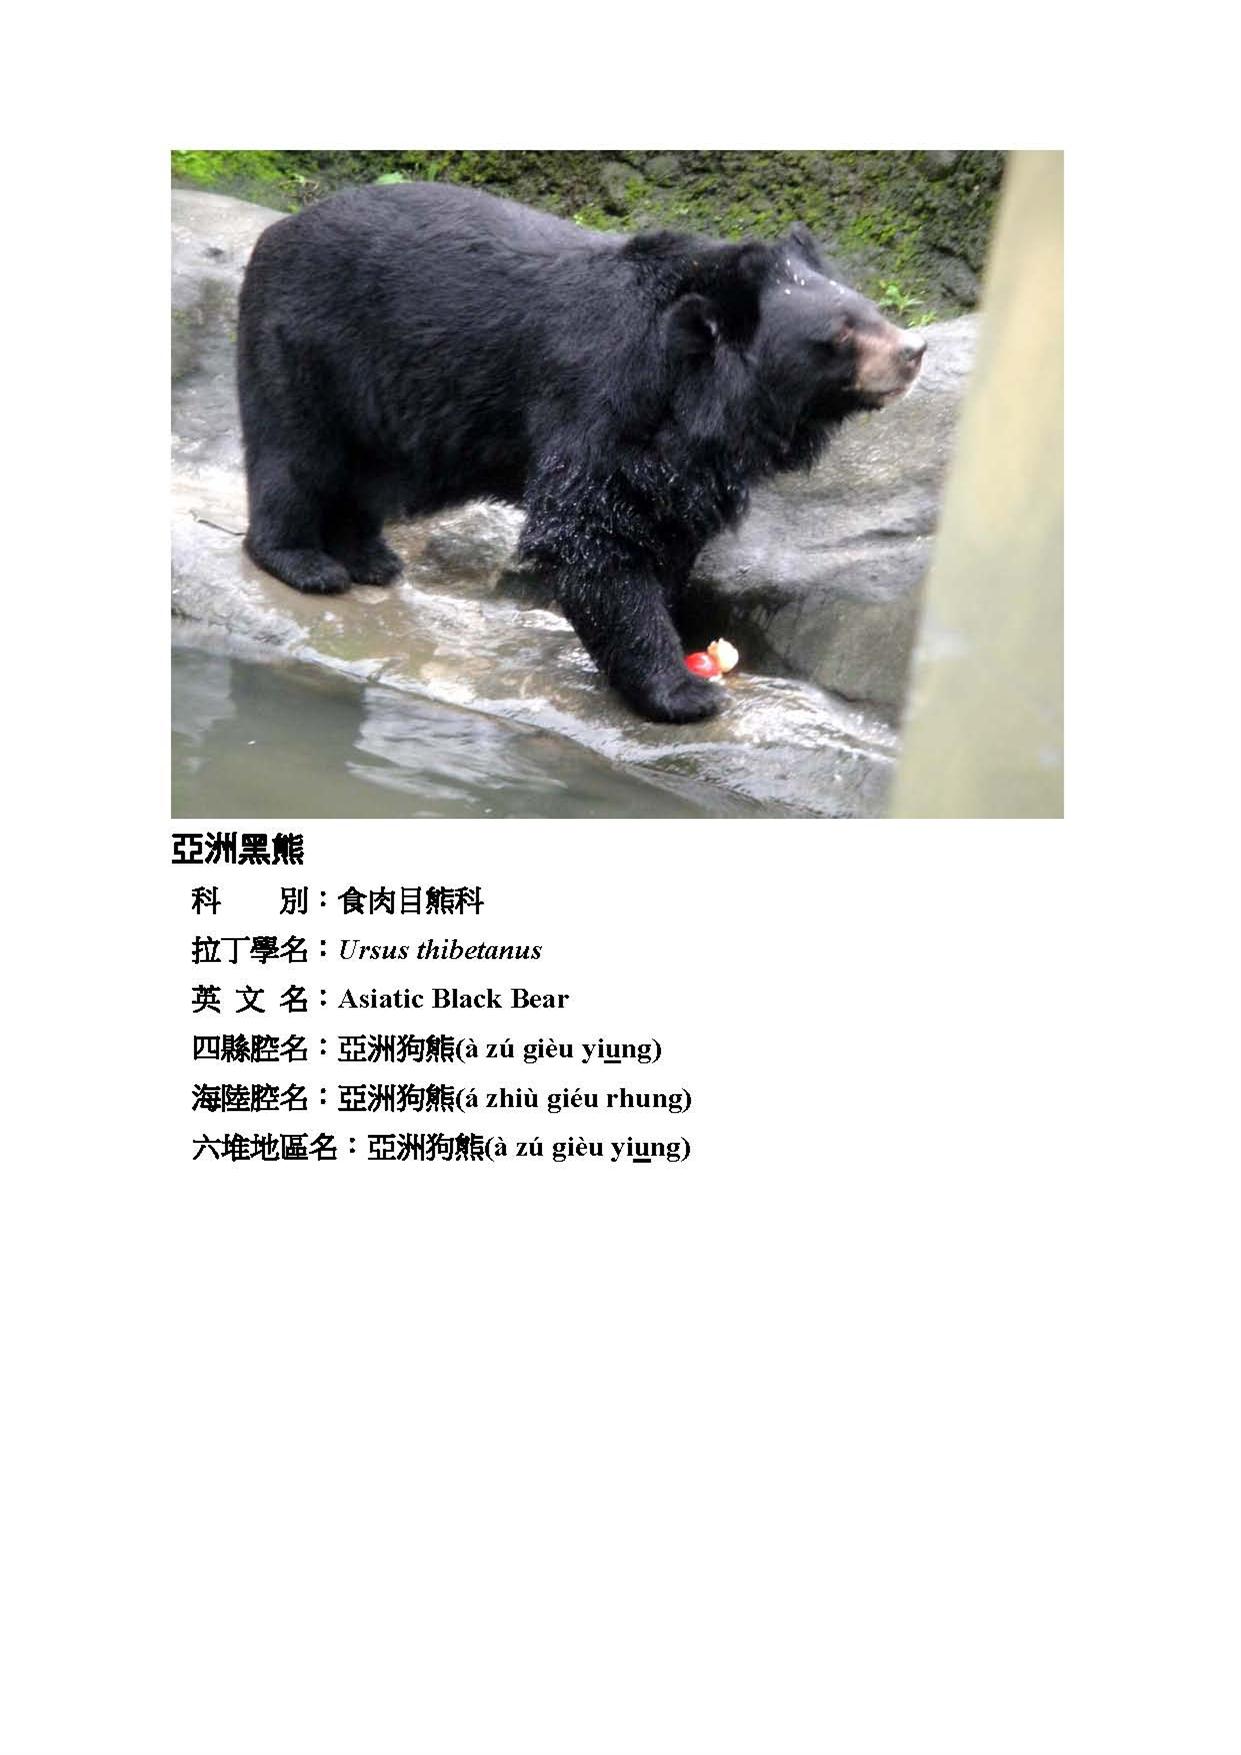 亞洲黑熊
科　　別：食肉目熊科
拉丁學名：Ursus thibetanus
英 文 名：Asiatic Black Bear
四縣腔名：亞洲狗熊(à zú gièu yiung)
海陸腔名：亞洲狗熊(á zhiù giéu rhung)
六堆地區名：亞洲狗熊(à zú gièu yiung)